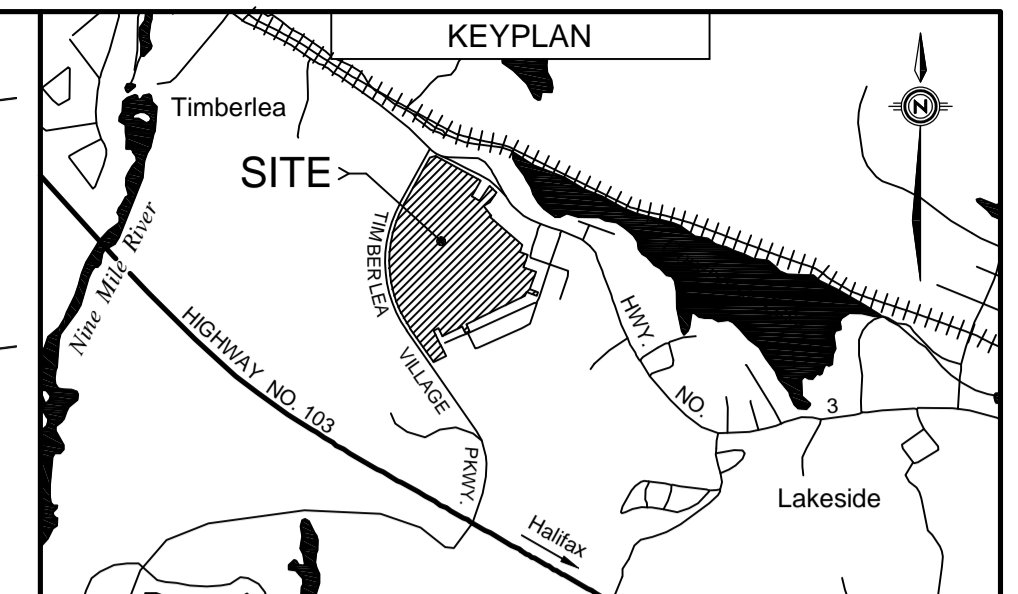 KEYPLAN
N
Timberlea
SITE
TIMBERLEA
VILLAGE
PKWY.
Nine Mile River
HIGHWAY NO. 103
HWY.
NO.
3
Lakeside
Halifax